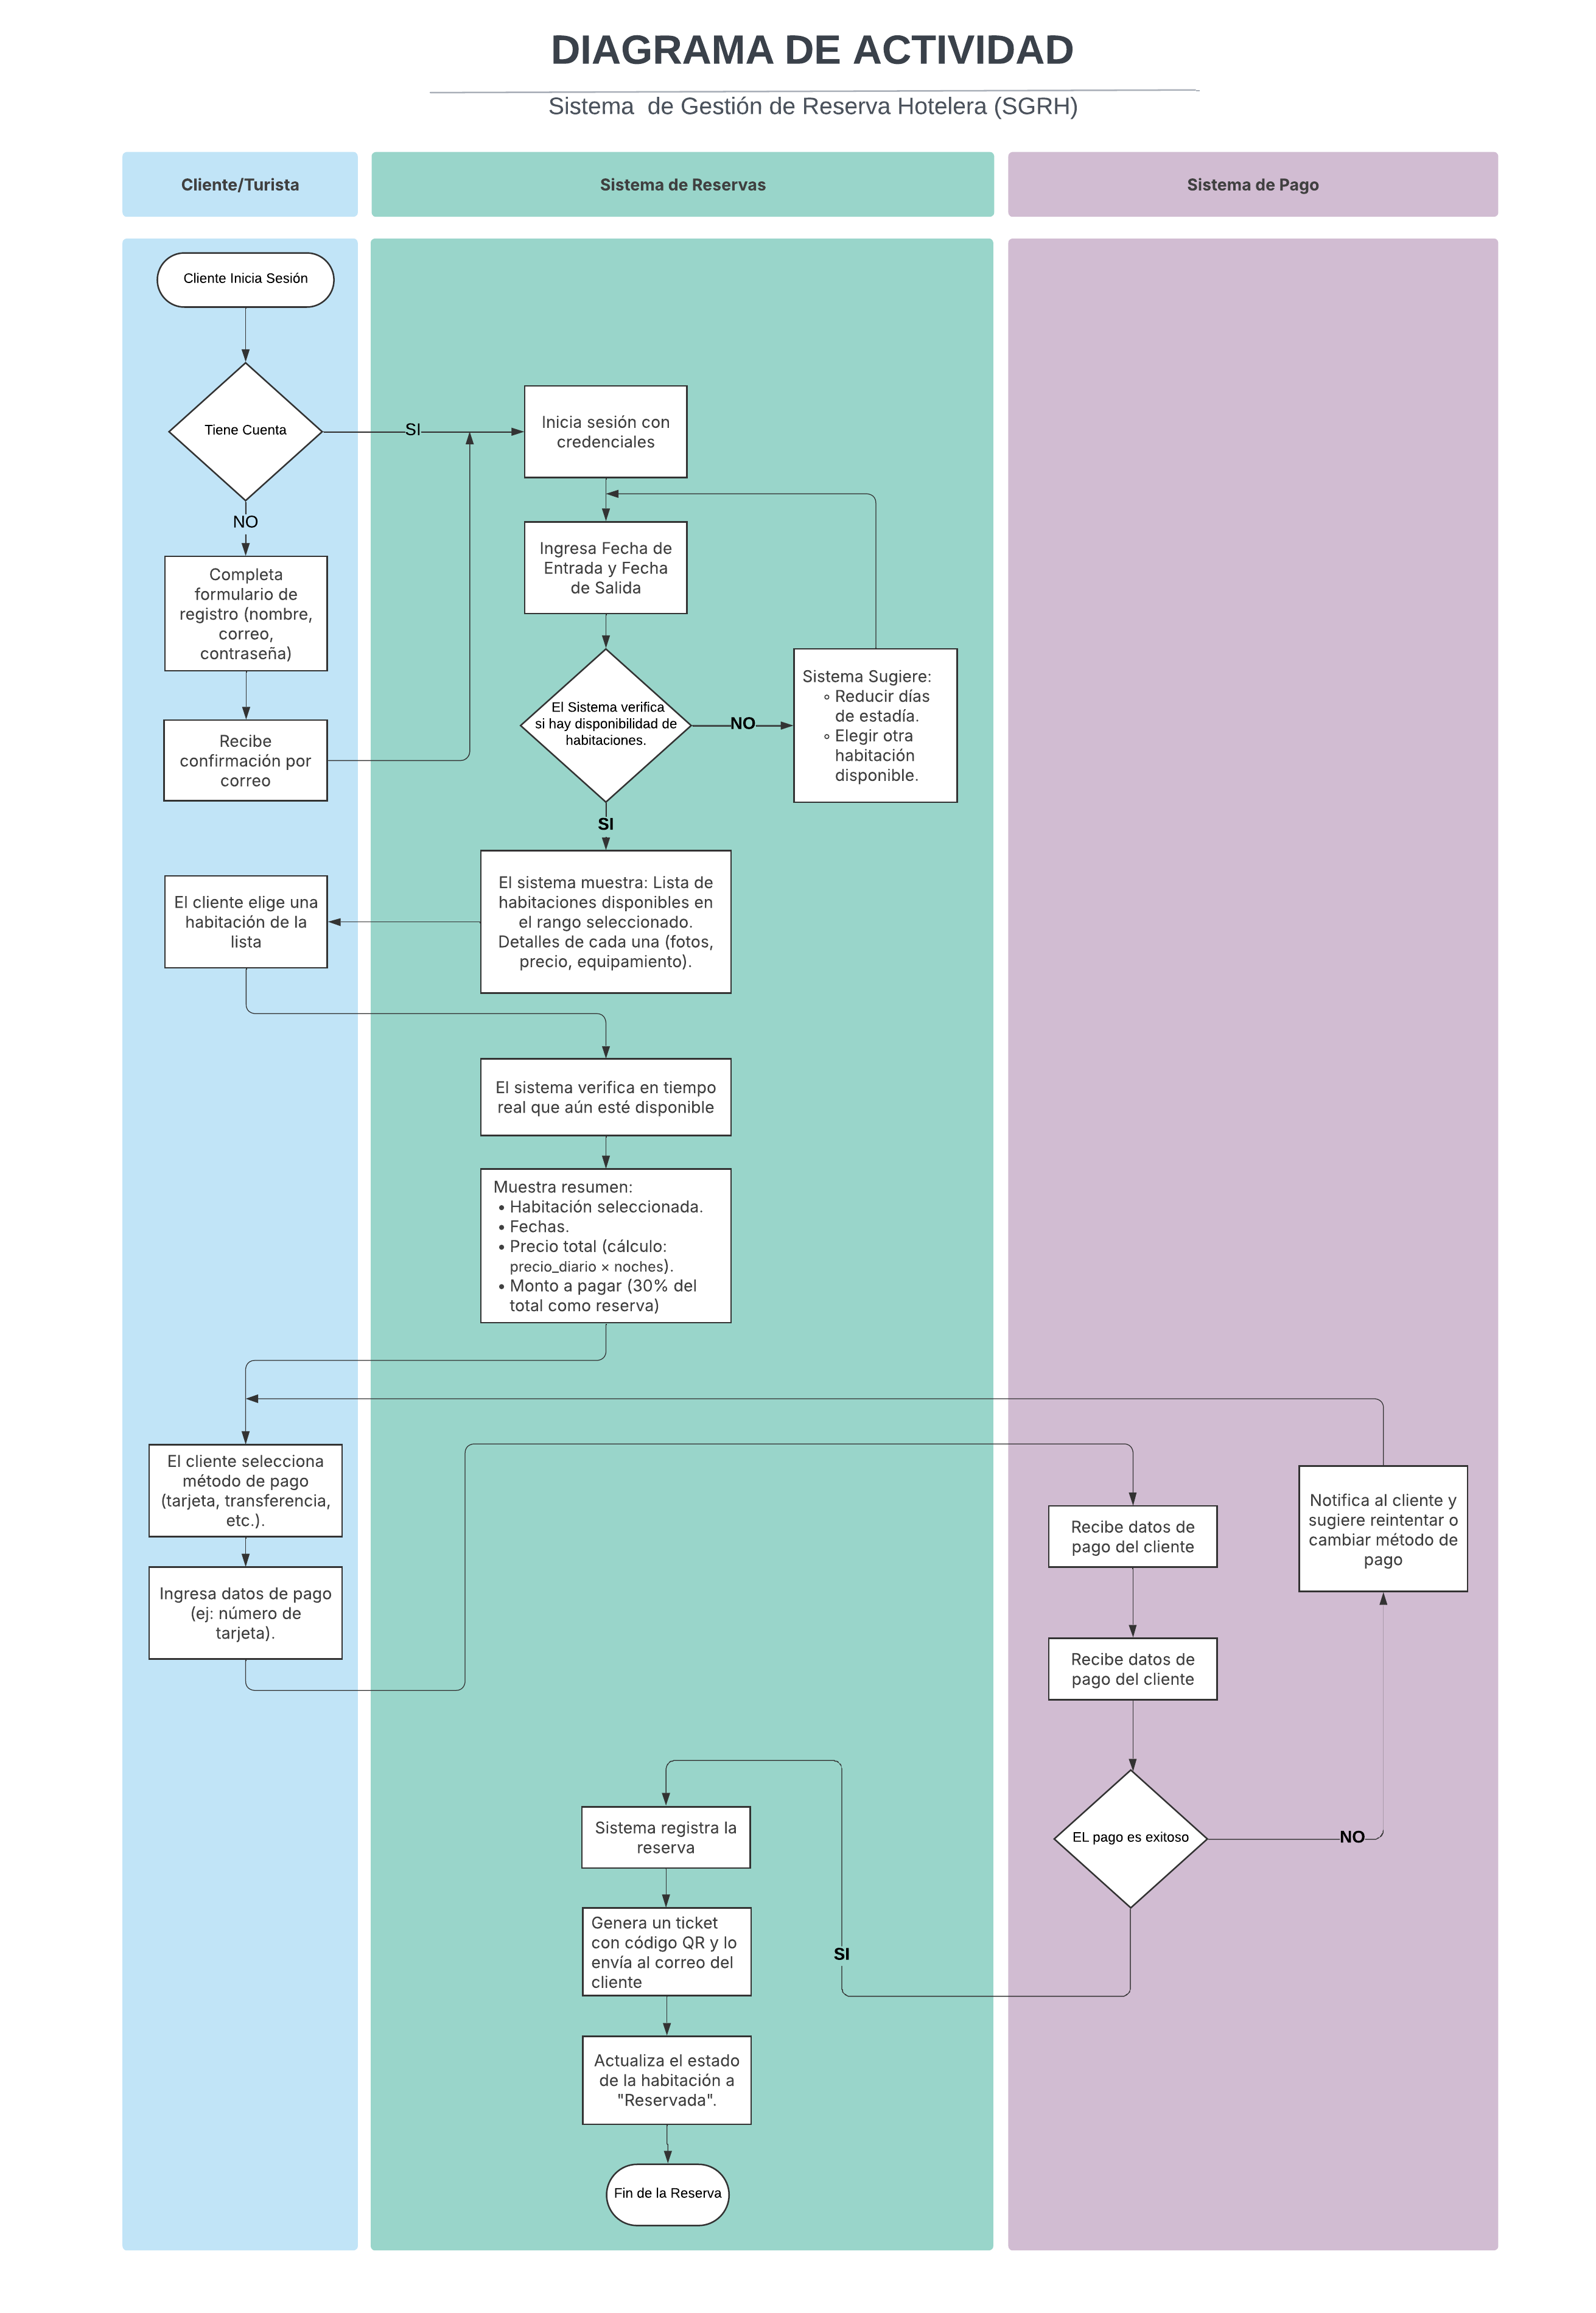 DIAGRAMA DE ACTIVIDAD
Sistema de Gestión de Reserva Hotelera (SGRH)
Cliente/Turista
Sistema de Reservas
Sistema de Pago
Cliente Inicia Sesión
Tiene Cuenta
SI
Inicia sesión con
credenciales
NO
Completa
formulario de
registro (nombre,
correo,
contraseña)
Ingresa Fecha de
Entrada y Fecha
de Salida
Recibe
confirmación por
correo
El Sistema verifica
si hay disponibilidad de
habitaciones.
NO
Sistema Sugiere:
◦ Reducir días
de estadía.
◦ Elegir otra
habitación
disponible.
SI
El sistema muestra: Lista de
habitaciones disponibles en
el rango seleccionado.
Detalles de cada una (fotos,
precio, equipamiento).
El cliente elige una
habitación de la
lista
El sistema verifica en tiempo
real que aún esté disponible
Muestra resumen:
• Habitación seleccionada.
• Fechas.
• Precio total (cálculo:
precio_diario × noches).
• Monto a pagar (30% del
total como reserva)
El cliente selecciona
método de pago
(tarjeta, transferencia,
etc.).
Ingresa datos de pago
(ej: número de
tarjeta).
Recibe datos de
pago del cliente
Notifica al cliente y
sugiere reintentar o
cambiar método de
pago
Recibe datos de
pago del cliente
EL pago es exitoso
NO
SI
Sistema registra la
reserva
Genera un ticket
con código QR y lo
envía al correo del
cliente
Actualiza el estado
de la habitación a
"Reservada".
Fin de la Reserva